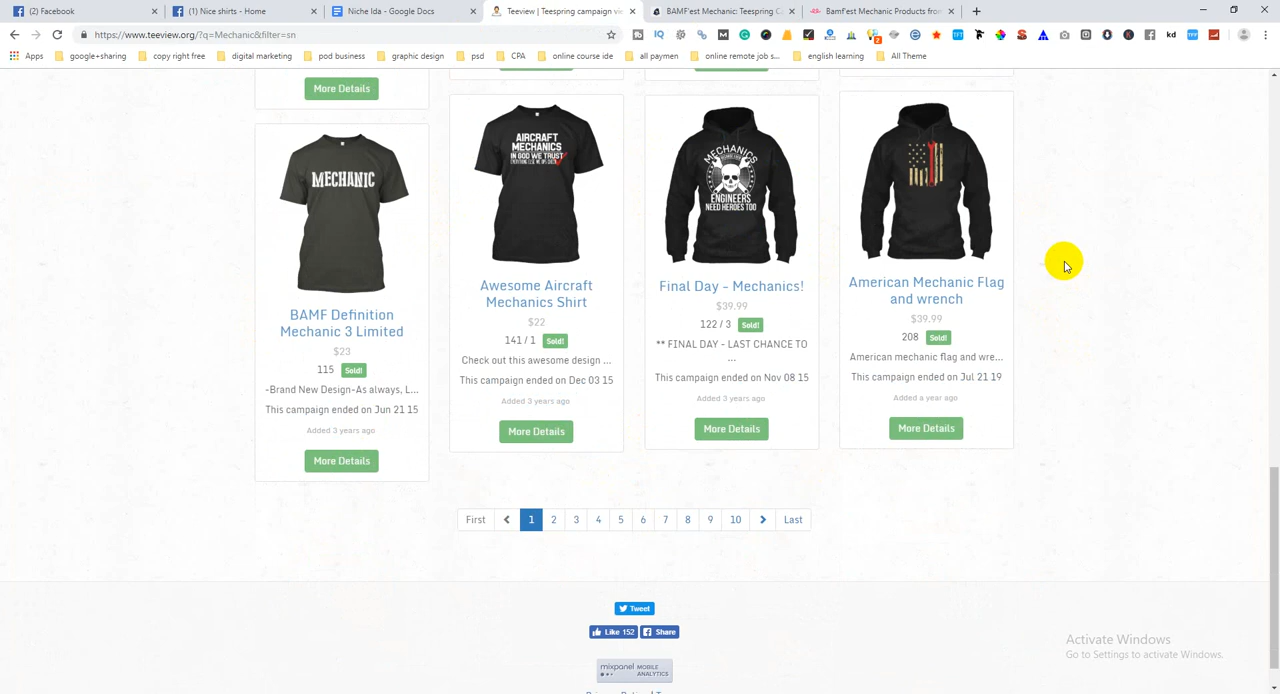 (2) Facebook
(1) Nice shirts - Home
Niche Ida - Google Docs
Teeview | Teespring campaign vi
BAMF'est Mechanic: Teespring C
Bamf'est Mechanic Products from
https://www.teeview.org/?q=Mechanic&filter=sn
Apps
google+sharing
copy right free
digital marketing
pod business
graphic design
psd
CPA
online course ide
all paymen
online remote job s...
english learning
All Theme
More Details
MECHANIC
BAMF Definition
Mechanic 3 Limited
$23
115 Sold!
-Brand New Design-As always, L...
This campaign ended on Jun 21 15
Added 3 years ago
More Details
AIRCRAFT
MECHANICS
IN GOD WE TRUST
Awesome Aircraft
Mechanics Shirt
$22
141 / 1 Sold!
Check out this awesome design ...
This campaign ended on Dec 03 15
Added 3 years ago
More Details
MECHANICS
ENGINEERS
NEED HEROES TOO
Final Day - Mechanics!
$39.99
122 / 3 Sold!
** FINAL DAY - LAST CHANCE TO
...
This campaign ended on Nov 08 15
Added 3 years ago
More Details
American Mechanic Flag
and wrench
$39.99
208 Sold!
American mechanic flag and wre...
This campaign ended on Jul 21 19
Added a year ago
More Details
First 1 2 3 4 5 6 7 8 9 10 Last
Tweet
Like 152 Share
mixpanel MOBILE
ANALYTICS
Activate Windows
Go to Settings to activate Windows.